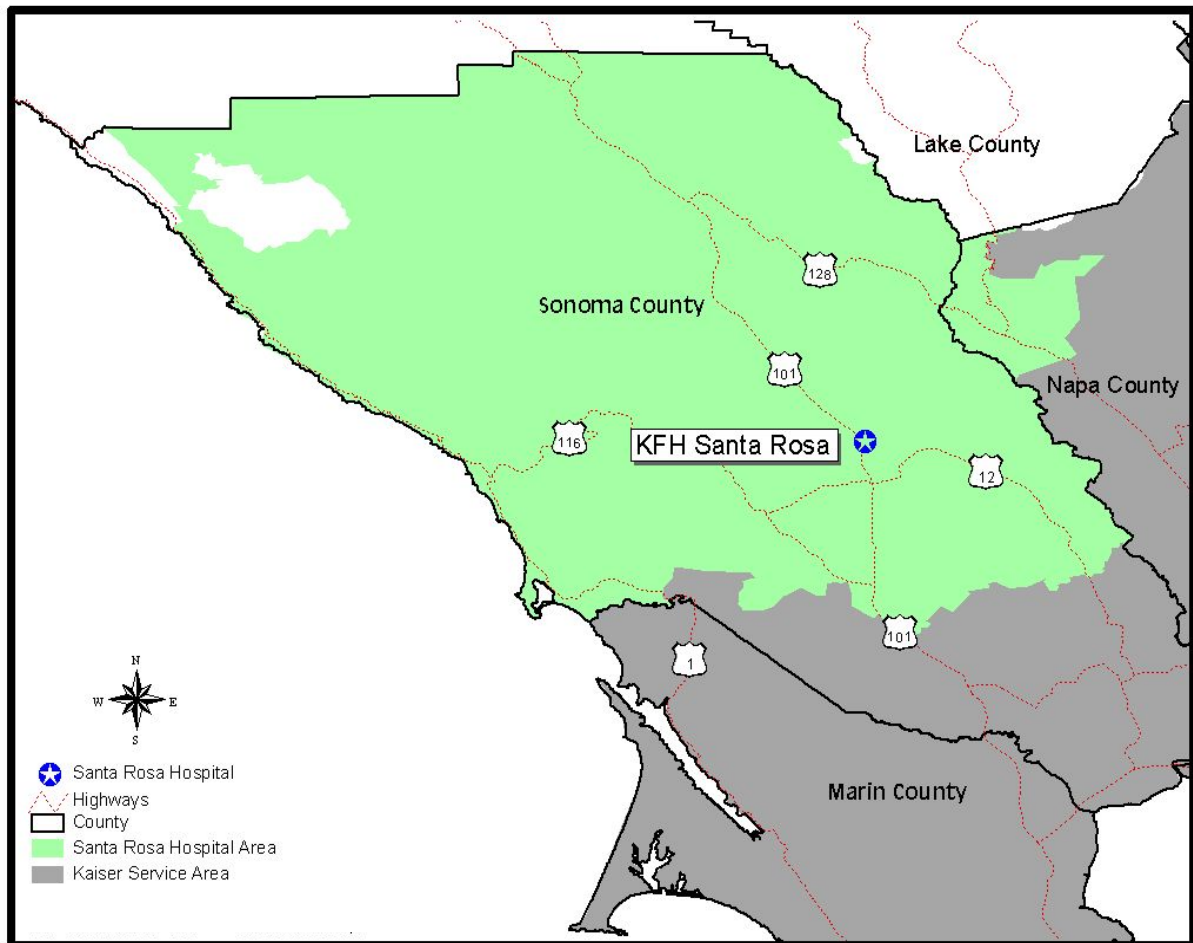 Lake County
128
Sonoma County
101
Napa County
116
KFH Santa Rosa
12
101
1
N
W E
S
Marin County
Santa Rosa Hospital
Highways
County
Santa Rosa Hospital Area
Kaiser Service Area